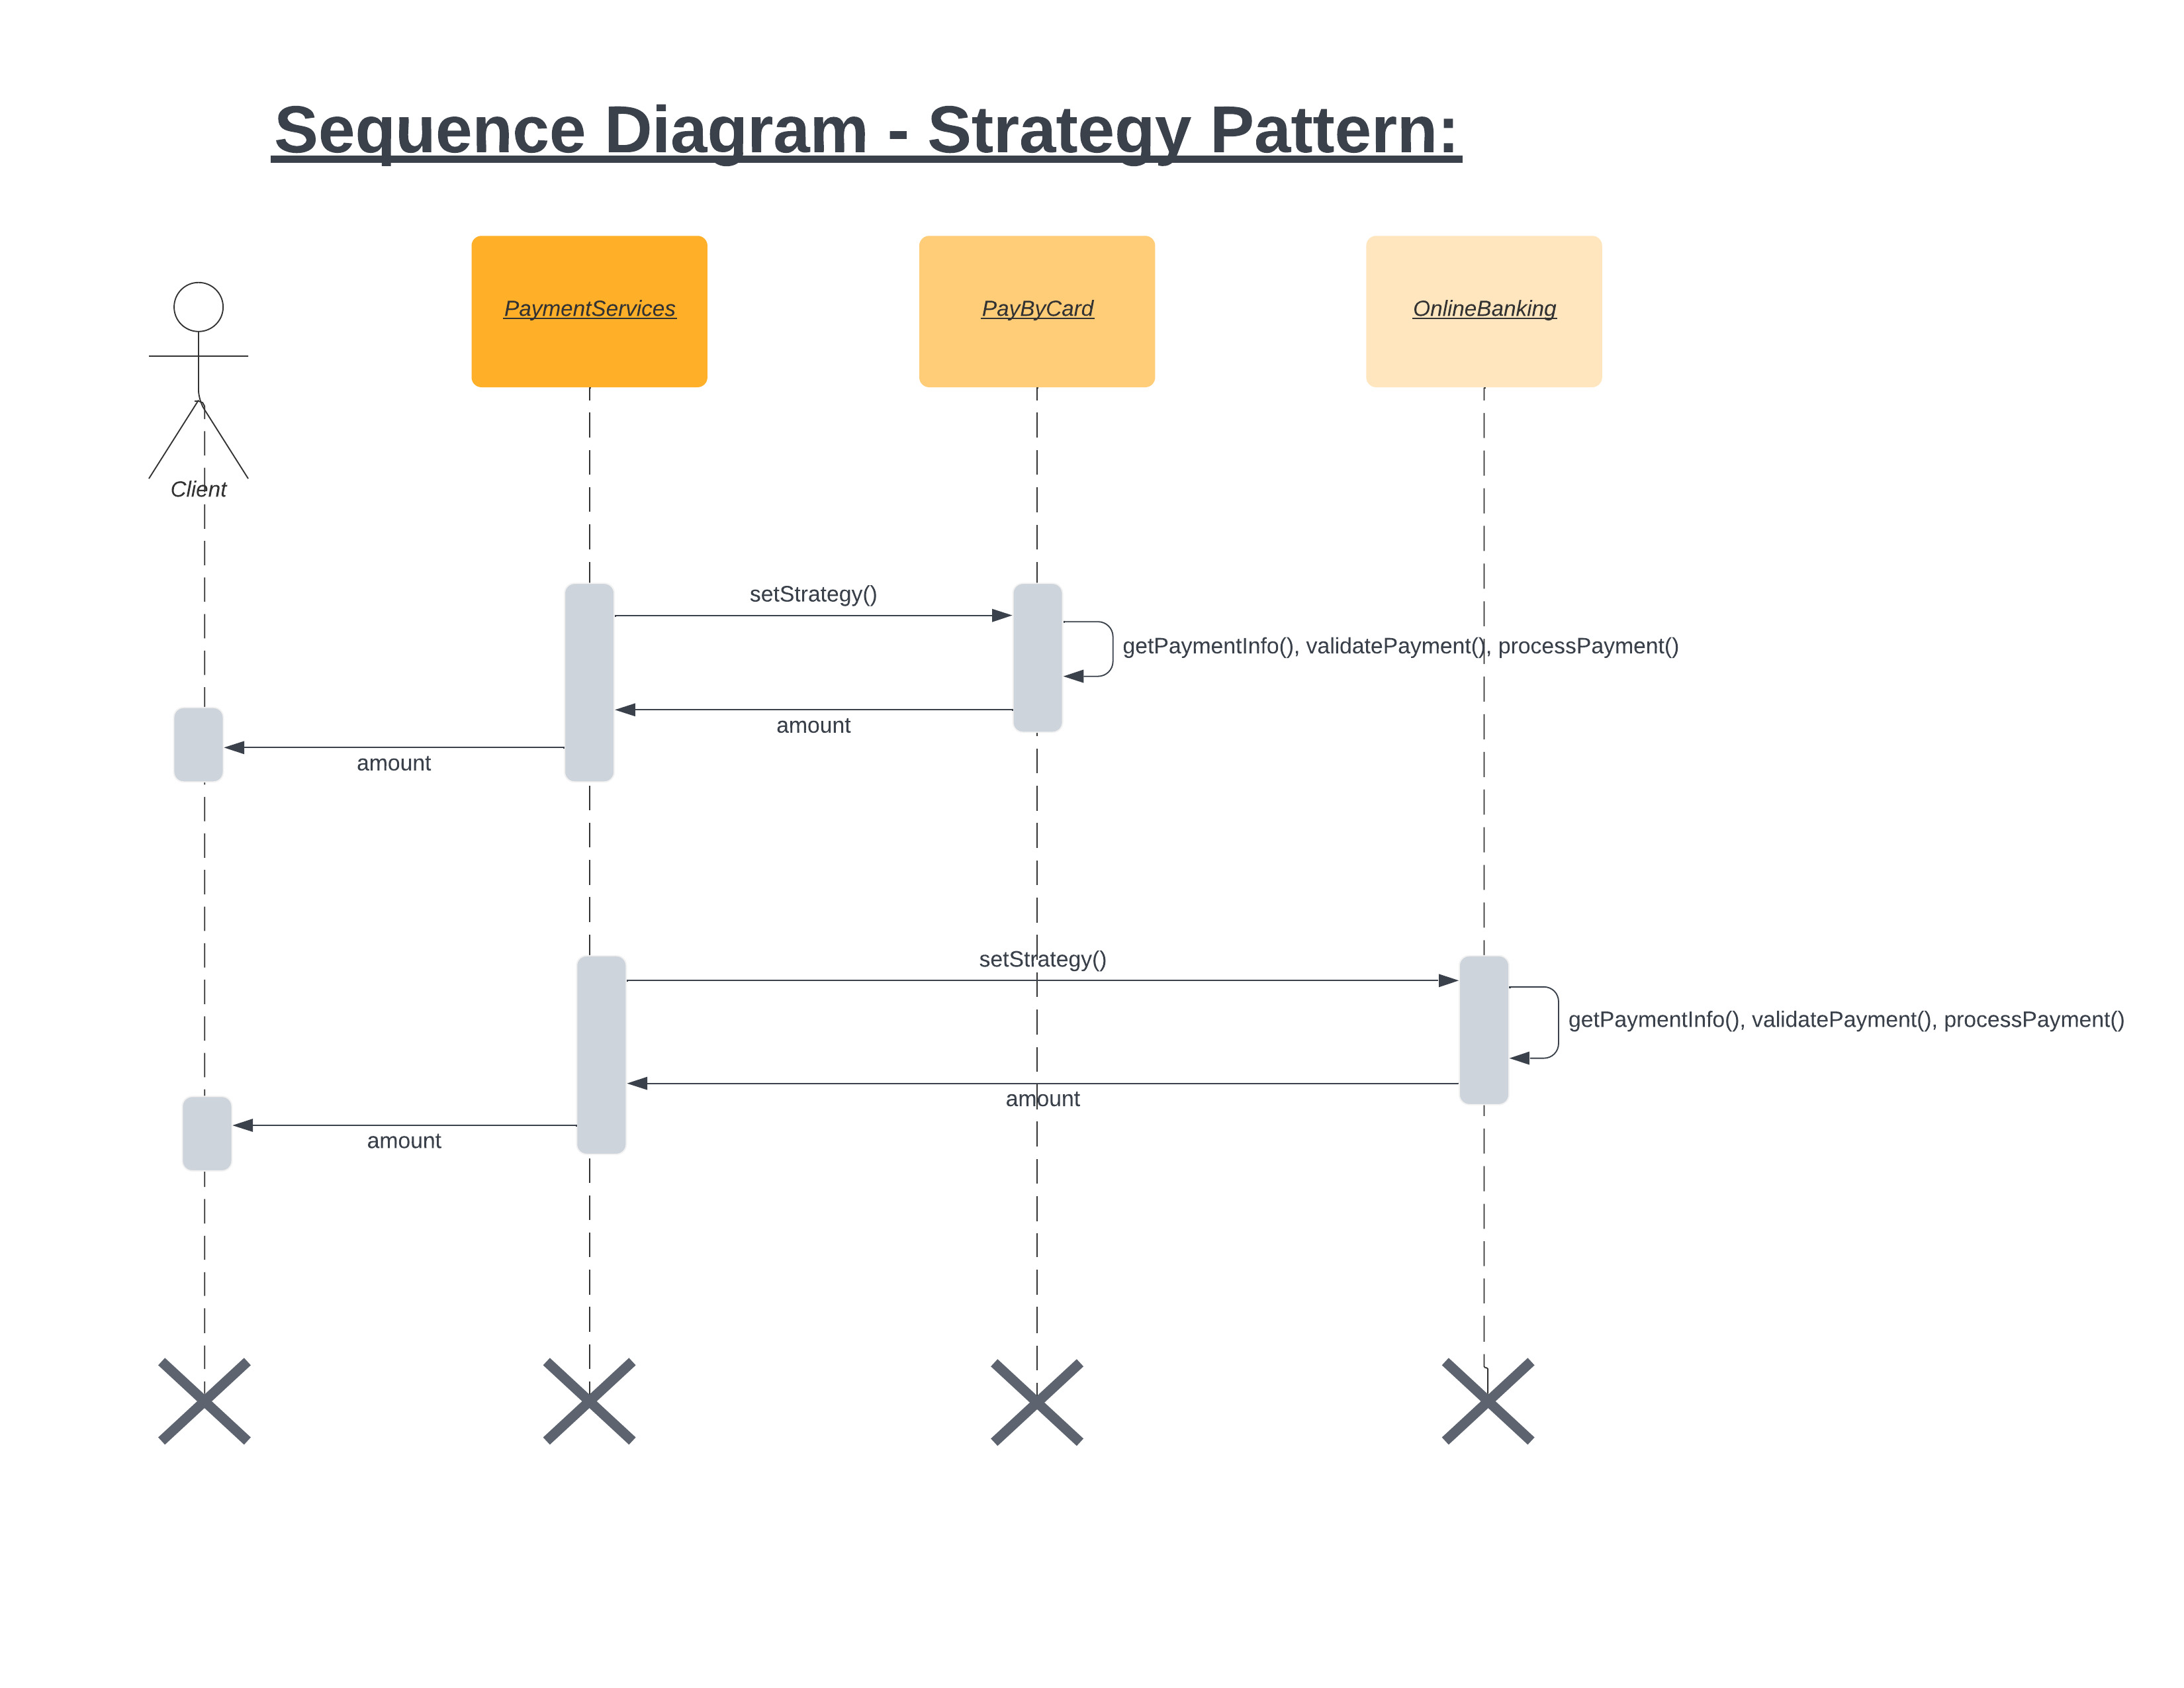 Sequence Diagram - Strategy Pattern:
PaymentServices
PayByCard
OnlineBanking
Client
setStrategy()
getPaymentInfo(), validatePayment(), processPayment()
amount
amount
setStrategy()
getPaymentInfo(), validatePayment(), processPayment()
amount
amount